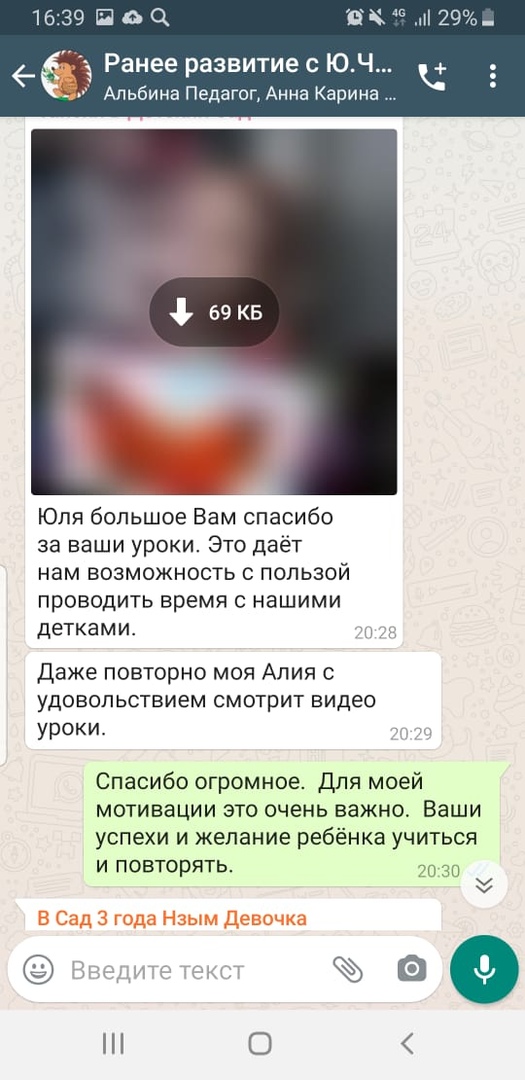 16:39
4G
29%
Ранее развитие с Ю.Ч...
Альбина Педагог, Анна Карина ...
69 КБ
Юля большое Вам спасибо
за ваши уроки. Это даёт
нам возможность с пользой
проводить время с нашими
детками.
20:28
Даже повторно моя Алия с
удовольствием смотрит видео
уроки.
20:29
Спасибо огромное. Для моей
мотивации это очень важно. Ваши
успехи и желание ребёнка учиться
и повторять.
20:30
В Сад 3 года Нзым Девочка
Введите текст